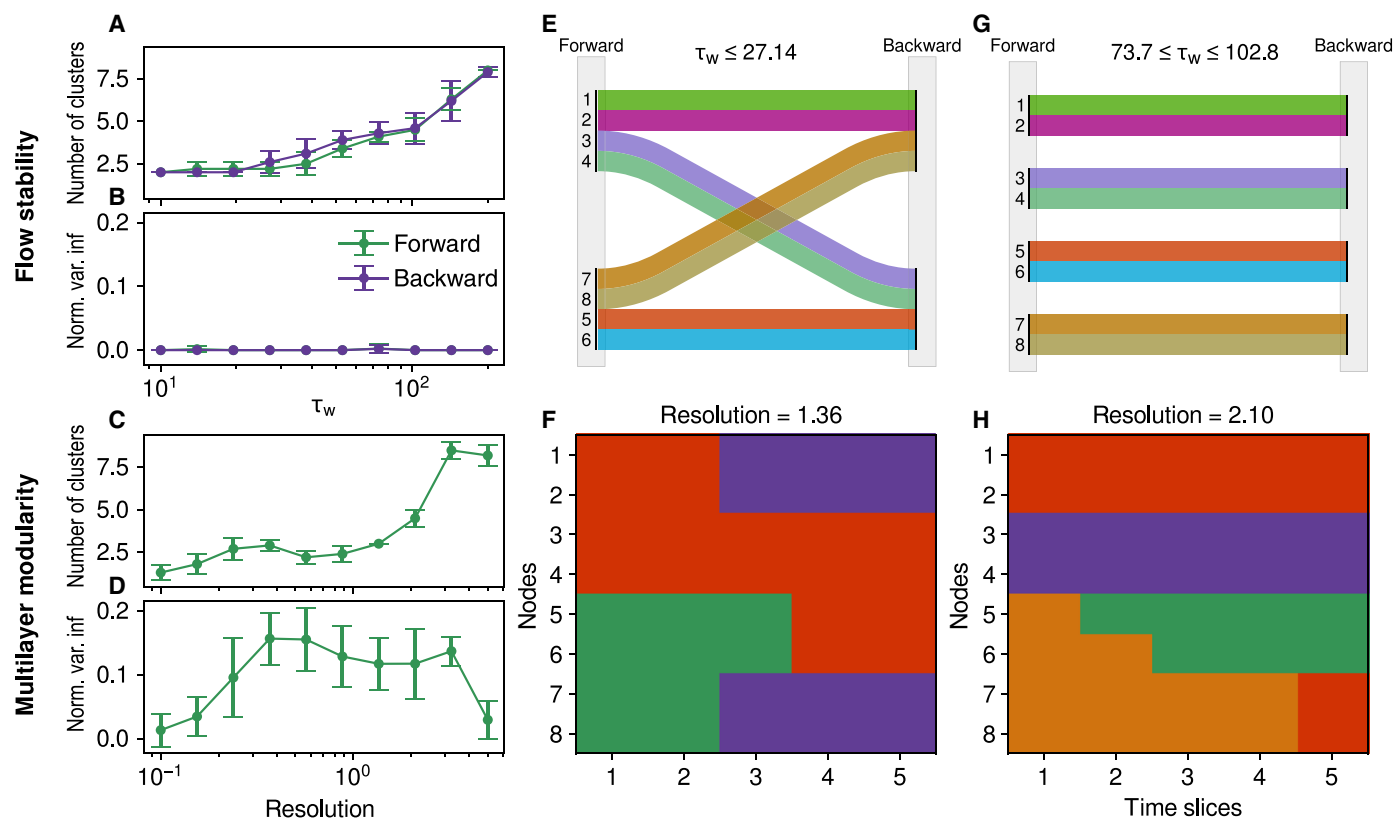 Flow stability
Multilayer modularity
A
Number of clusters
7.5
5.0
2.5
B
Norm. var. inf
0.2
0.1
0.0
Forward
Backward
10¹
10²
τw
C
Number of clusters
7.5
5.0
2.5
D
Norm. var. inf
0.2
0.1
0.0
10⁻¹
10⁰
Resolution
E
Forward
τw ≤ 27.14
Backward
1
2
3
4
7
8
5
6
F
Resolution = 1.36
Nodes
1
2
3
4
5
6
7
8
1 2 3 4 5
G
Forward
73.7 ≤ τw ≤ 102.8
Backward
1
2
3
4
5
6
7
8
H
Resolution = 2.10
Nodes
1
2
3
4
5
6
7
8
1 2 3 4 5
Time slices